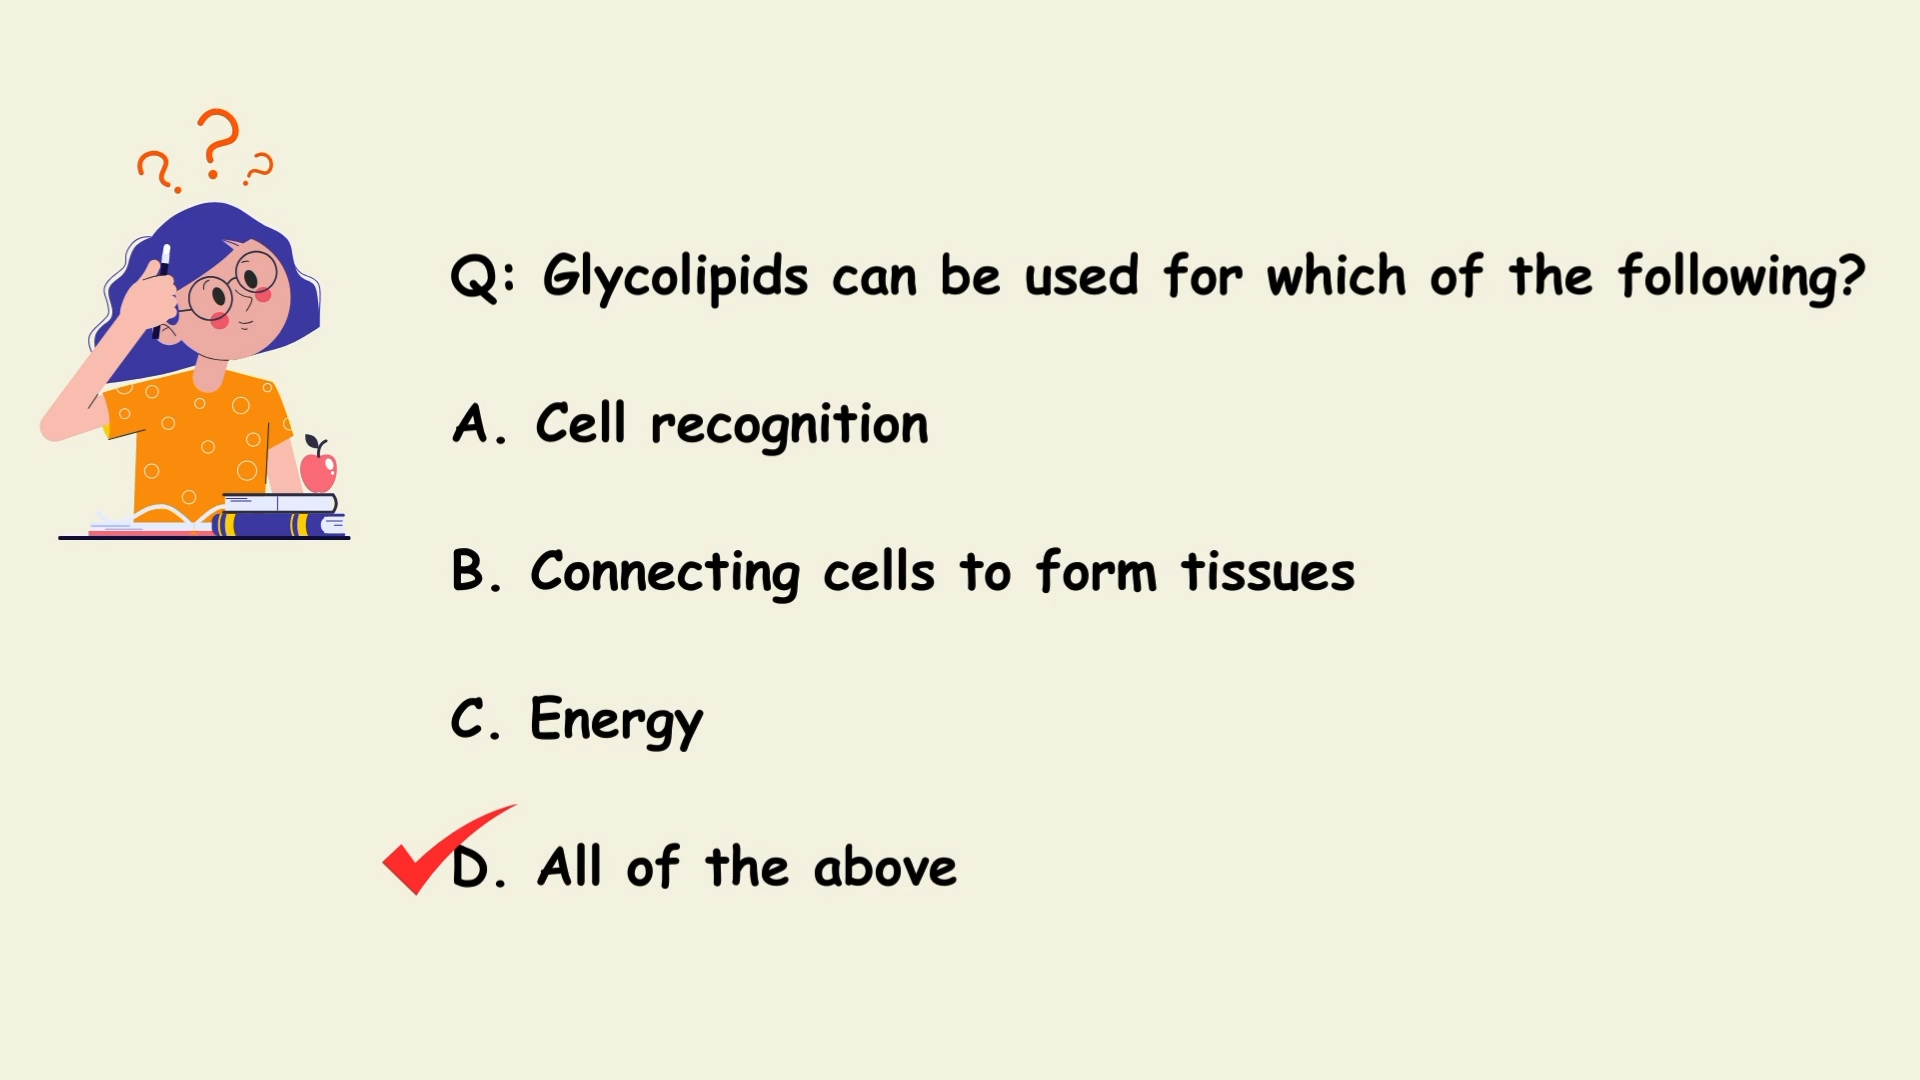 Q: Glycolipids can be used for which of the following?
A. Cell recognition
B. Connecting cells to form tissues
C. Energy
D. All of the above